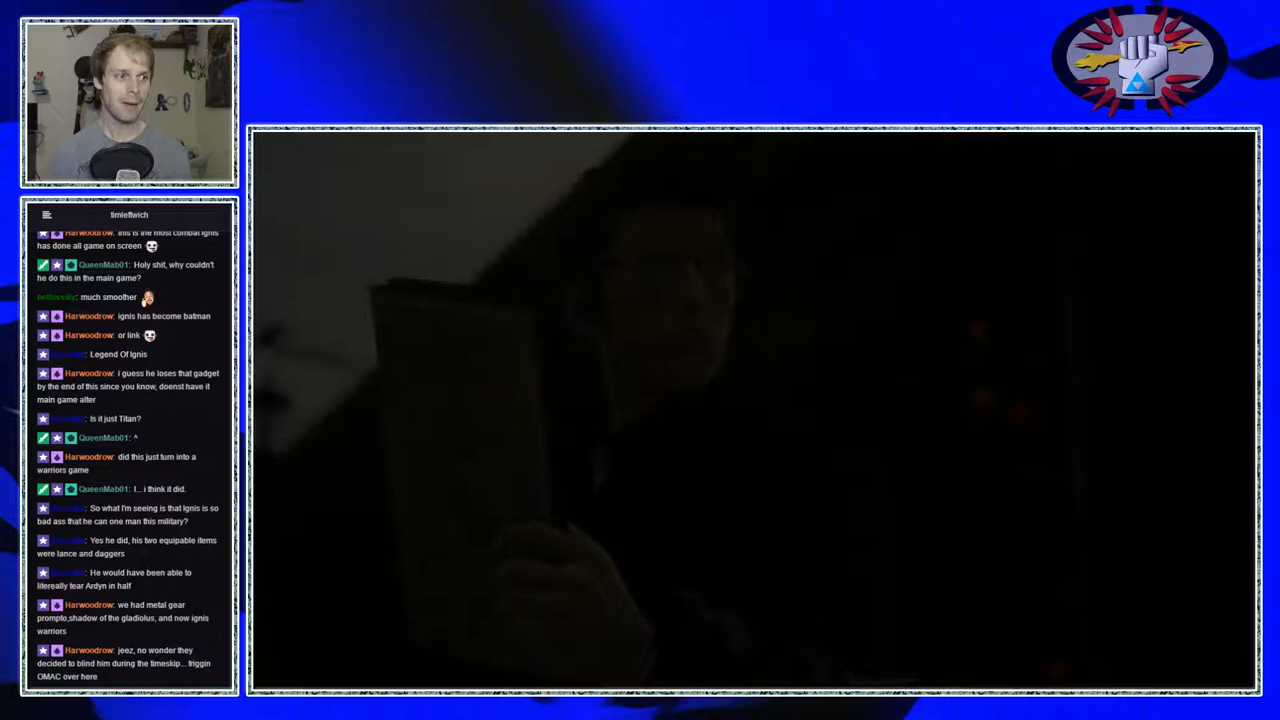 timleftwich
Harwoodrow: this is the most combat ignis
has done all game on screen
QueenMab01: Holy shit, why couldn't
he do this in the main game?
much smoother
Harwoodrow: ignis has become batman
Harwoodrow: or link
: Legend Of Ignis
Harwoodrow: i guess he loses that gadget
by the end of this since you know, doenst have it
main game after
: Is it just Titan?
QueenMab01: ^
Harwoodrow: did this just turn into a
warriors game
QueenMab01: I... i think it did.
: So what I'm seeing is that Ignis is so
bad ass that he can one man this military?
: Yes he did, his two equipable items
were lance and daggers
: He would have been able to
litereally tear Ardyn in half
Harwoodrow: we had metal gear
prompto,shadow of the gladiolus, and now ignis
warriors
Harwoodrow: jeez, no wonder they
decided to blind him during the timeskip... friggin
OMAC over here